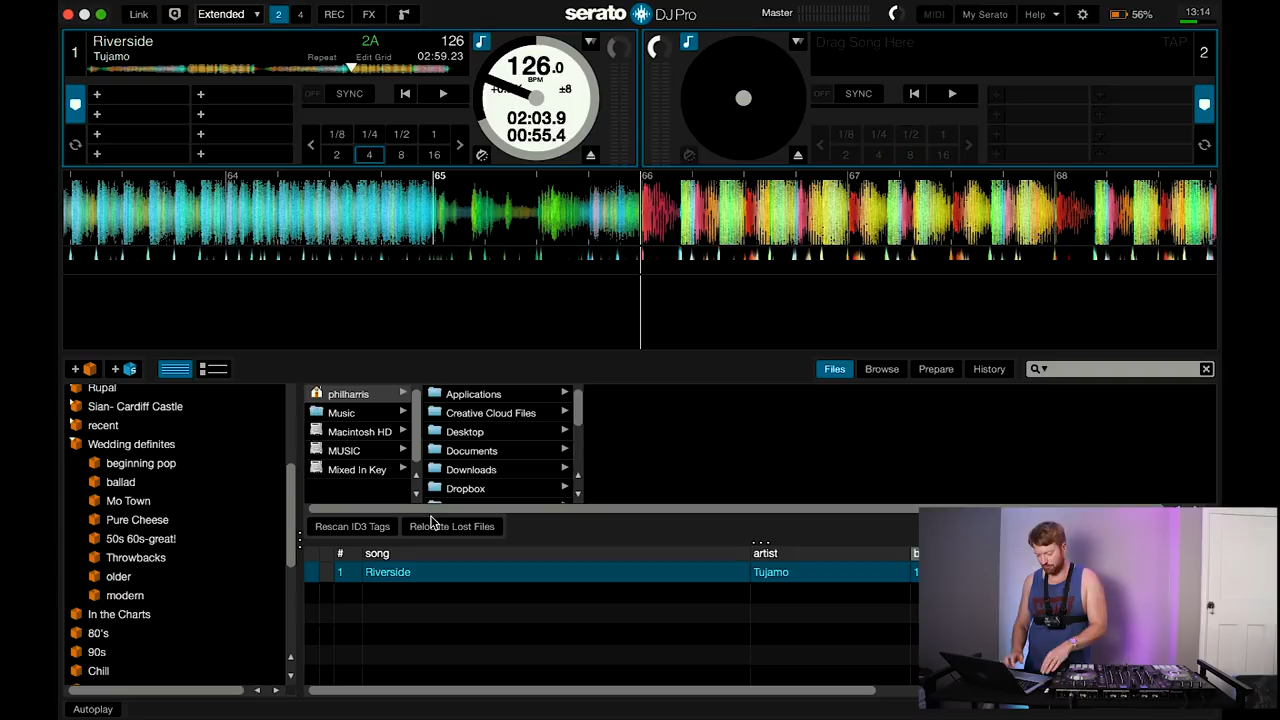 Link
Extended
2
4
REC
FX
serato DJ Pro
Master
MIDI
My Serato
Help
56%
13:14
1
Riverside
Tujamo
2A
126
Repeat
Edit Grid
02:59.23
OFF
SYNC
1/8
1/4
1/2
1
2
4
8
16
126.0
BPM
±8
02:03.9
00:55.4
Drag Song Here
TAP
2
OFF
SYNC
1/8
1/4
1/2
1
2
4
8
16
64
65
66
67
68
Files
Browse
Prepare
History
Rupal
Sian- Cardiff Castle
recent
Wedding definites
beginning pop
ballad
Mo Town
Pure Cheese
50s 60s-great!
Throwbacks
older
modern
In the Charts
80's
90s
Chill
philharris
Music
Macintosh HD
MUSIC
Mixed In Key
Applications
Creative Cloud Files
Desktop
Documents
Downloads
Dropbox
Rescan ID3 Tags
Relocate Lost Files
#
song
artist
1
Riverside
Tujamo
Autoplay